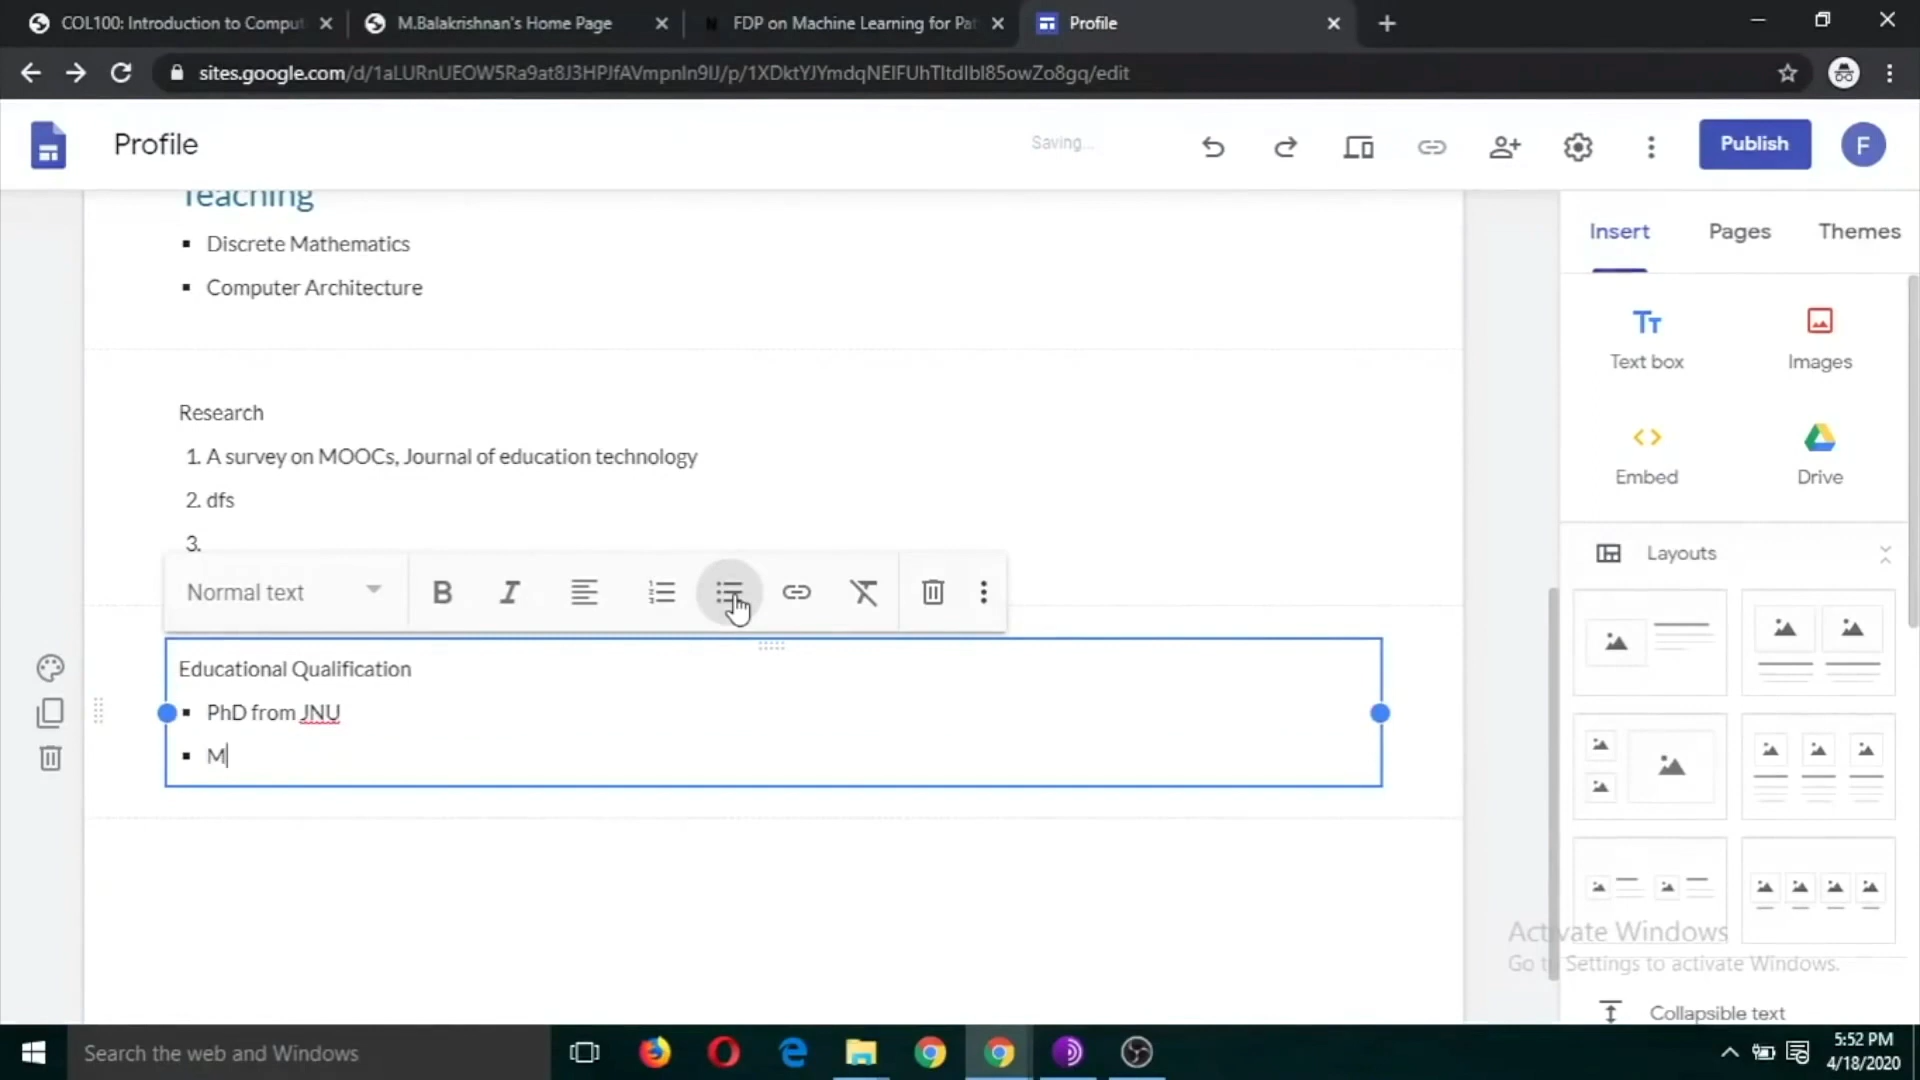 COL100: Introduction to Comput
M.Balakrishnan's Home Page
FDP on Machine Learning for Pat
Profile
sites.google.com/d/1aLURnUEOW5Ra9at8J3HPJfAVmpnIn9IJ/p/1XDktYJYmdqNEIFUhTItdIbI85owZo8gq/edit
Profile
Saving...
Publish
F
Teaching
Discrete Mathematics
Computer Architecture
Research
1. A survey on MOOCs, Journal of education technology
2. dfs
3.
Normal text
B
I
Educational Qualification
PhD from JNU
M
Insert
Pages
Themes
Text box
Images
Embed
Drive
Layouts
Collapsible text
Activate Windows
Go to Settings to activate Windows.
Search the web and Windows
5:52 PM
4/18/2020